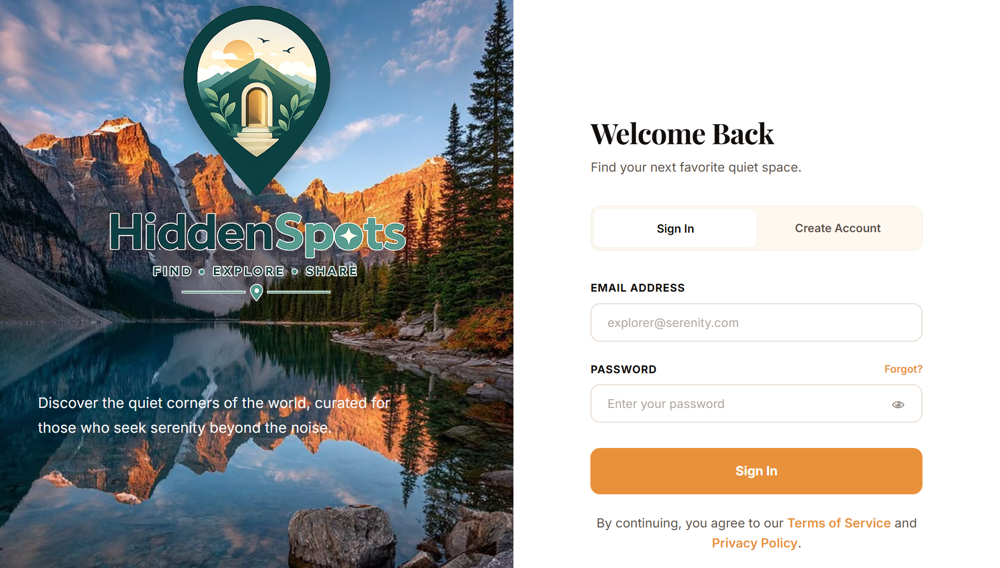 HiddenSpots
FIND • EXPLORE • SHARE
Discover the quiet corners of the world, curated for
those who seek serenity beyond the noise.
Welcome Back
Find your next favorite quiet space.
Sign In
Create Account
EMAIL ADDRESS
explorer@serenity.com
PASSWORD
Forgot?
Enter your password
Sign In
By continuing, you agree to our Terms of Service and
Privacy Policy.